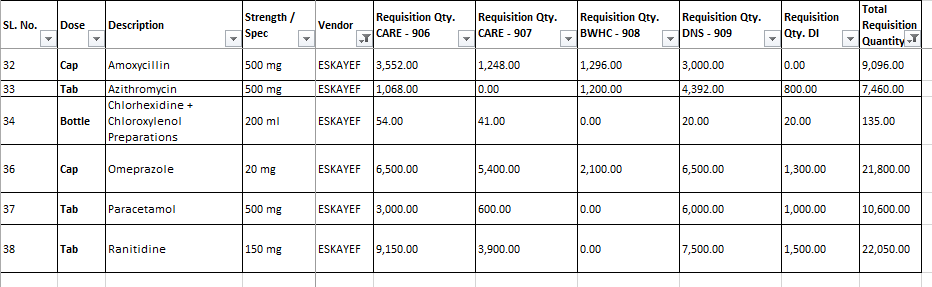 SL. No. Dose Description Strength / Spec Vendor Requisition Qty. CARE - 906 Requisition Qty. CARE - 907 Requisition Qty. BWHC - 908 Requisition Qty. DNS - 909 Requisition Qty. DI Total Requisition Quantity
32 Cap Amoxycillin 500 mg ESKAYEF 3,552.00 1,248.00 1,296.00 3,000.00 0.00 9,096.00
33 Tab Azithromycin 500 mg ESKAYEF 1,068.00 0.00 1,200.00 4,392.00 800.00 7,460.00
34 Bottle Chlorhexidine + Chloroxylenol Preparations 200 ml ESKAYEF 54.00 41.00 0.00 20.00 20.00 135.00
36 Cap Omeprazole 20 mg ESKAYEF 6,500.00 5,400.00 2,100.00 6,500.00 1,300.00 21,800.00
37 Tab Paracetamol 500 mg ESKAYEF 3,000.00 600.00 0.00 6,000.00 1,000.00 10,600.00
38 Tab Ranitidine 150 mg ESKAYEF 9,150.00 3,900.00 0.00 7,500.00 1,500.00 22,050.00